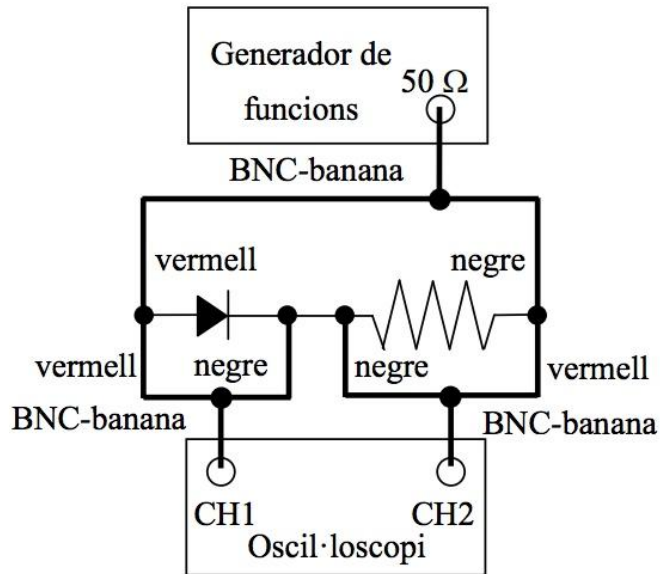 Generador de
funcions
50 Ω
BNC-banana
vermell
negre
vermell
negre
negre
vermell
BNC-banana
BNC-banana
CH1
CH2
Oscil·loscopi